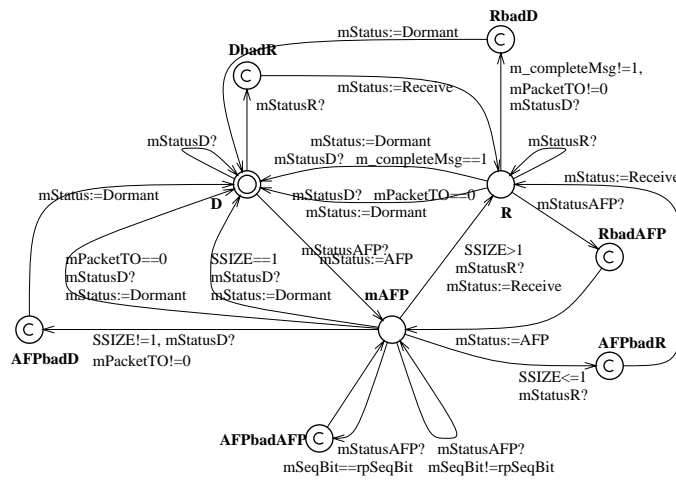 RbadD
mStatus:=Dormant
DbadR
C
C
mStatus:=Receive
m_completeMsg!=1,
mPacketTO!=0
mStatusD?
mStatusR?
mStatusD?
mStatus:=Dormant
mStatusD? m_completeMsg==1
mStatusR?
mStatus:=Dormant
mStatus:=Receive
D
mStatusD? mPacketTO==0
mStatus:=Dormant
R
mStatusAFP?
RbadAFP
C
mStatusAFP?
mStatus:=AFP
mPacketTO==0
mStatusD?
mStatus:=Dormant
SSIZE==1
mStatusD?
mStatus:=Dormant
SSIZE>1
mStatusR?
mStatus:=Receive
mAFP
C
AFPbadD
SSIZE!=1, mStatusD?
mPacketTO!=0
mStatus:=AFP
AFPbadR
C
SSIZE<=1
mStatusR?
AFPbadAFP
C
mStatusAFP?
mSeqBit==rpSeqBit
mStatusAFP?
mSeqBit!=rpSeqBit